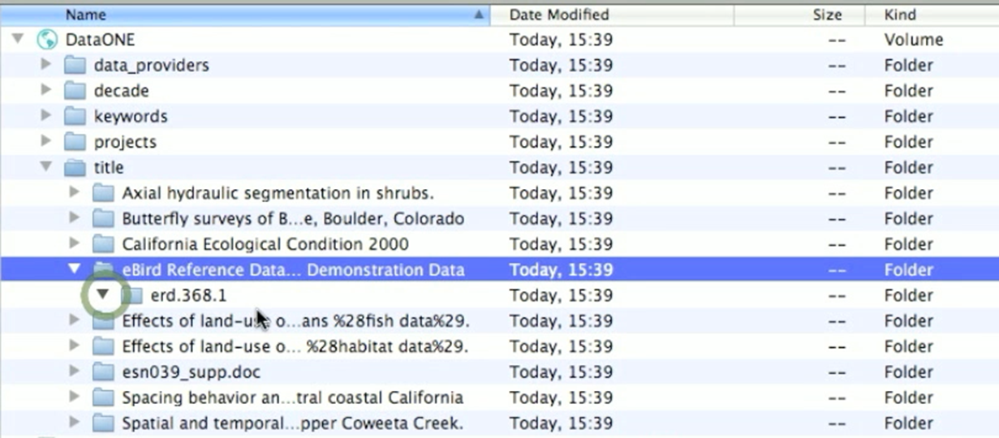 Name Date Modified Size Kind
DataONE Today, 15:39 -- Volume
data_providers Today, 15:39 -- Folder
decade Today, 15:39 -- Folder
keywords Today, 15:39 -- Folder
projects Today, 15:39 -- Folder
title Today, 15:39 -- Folder
Axial hydraulic segmentation in shrubs. Today, 15:39 -- Folder
Butterfly surveys of B...e, Boulder, Colorado Today, 15:39 -- Folder
California Ecological Condition 2000 Today, 15:39 -- Folder
eBird Reference Data... Demonstration Data Today, 15:39 -- Folder
erd.368.1 Today, 15:39 -- Folder
Effects of land-use o...ans %28fish data%29. Today, 15:39 -- Folder
Effects of land-use o... %28habitat data%29. Today, 15:39 -- Folder
esn039_supp.doc Today, 15:39 -- Folder
Spacing behavior an...tral coastal California Today, 15:39 -- Folder
Spatial and temporal...pper Coweeta Creek. Today, 15:39 -- Folder